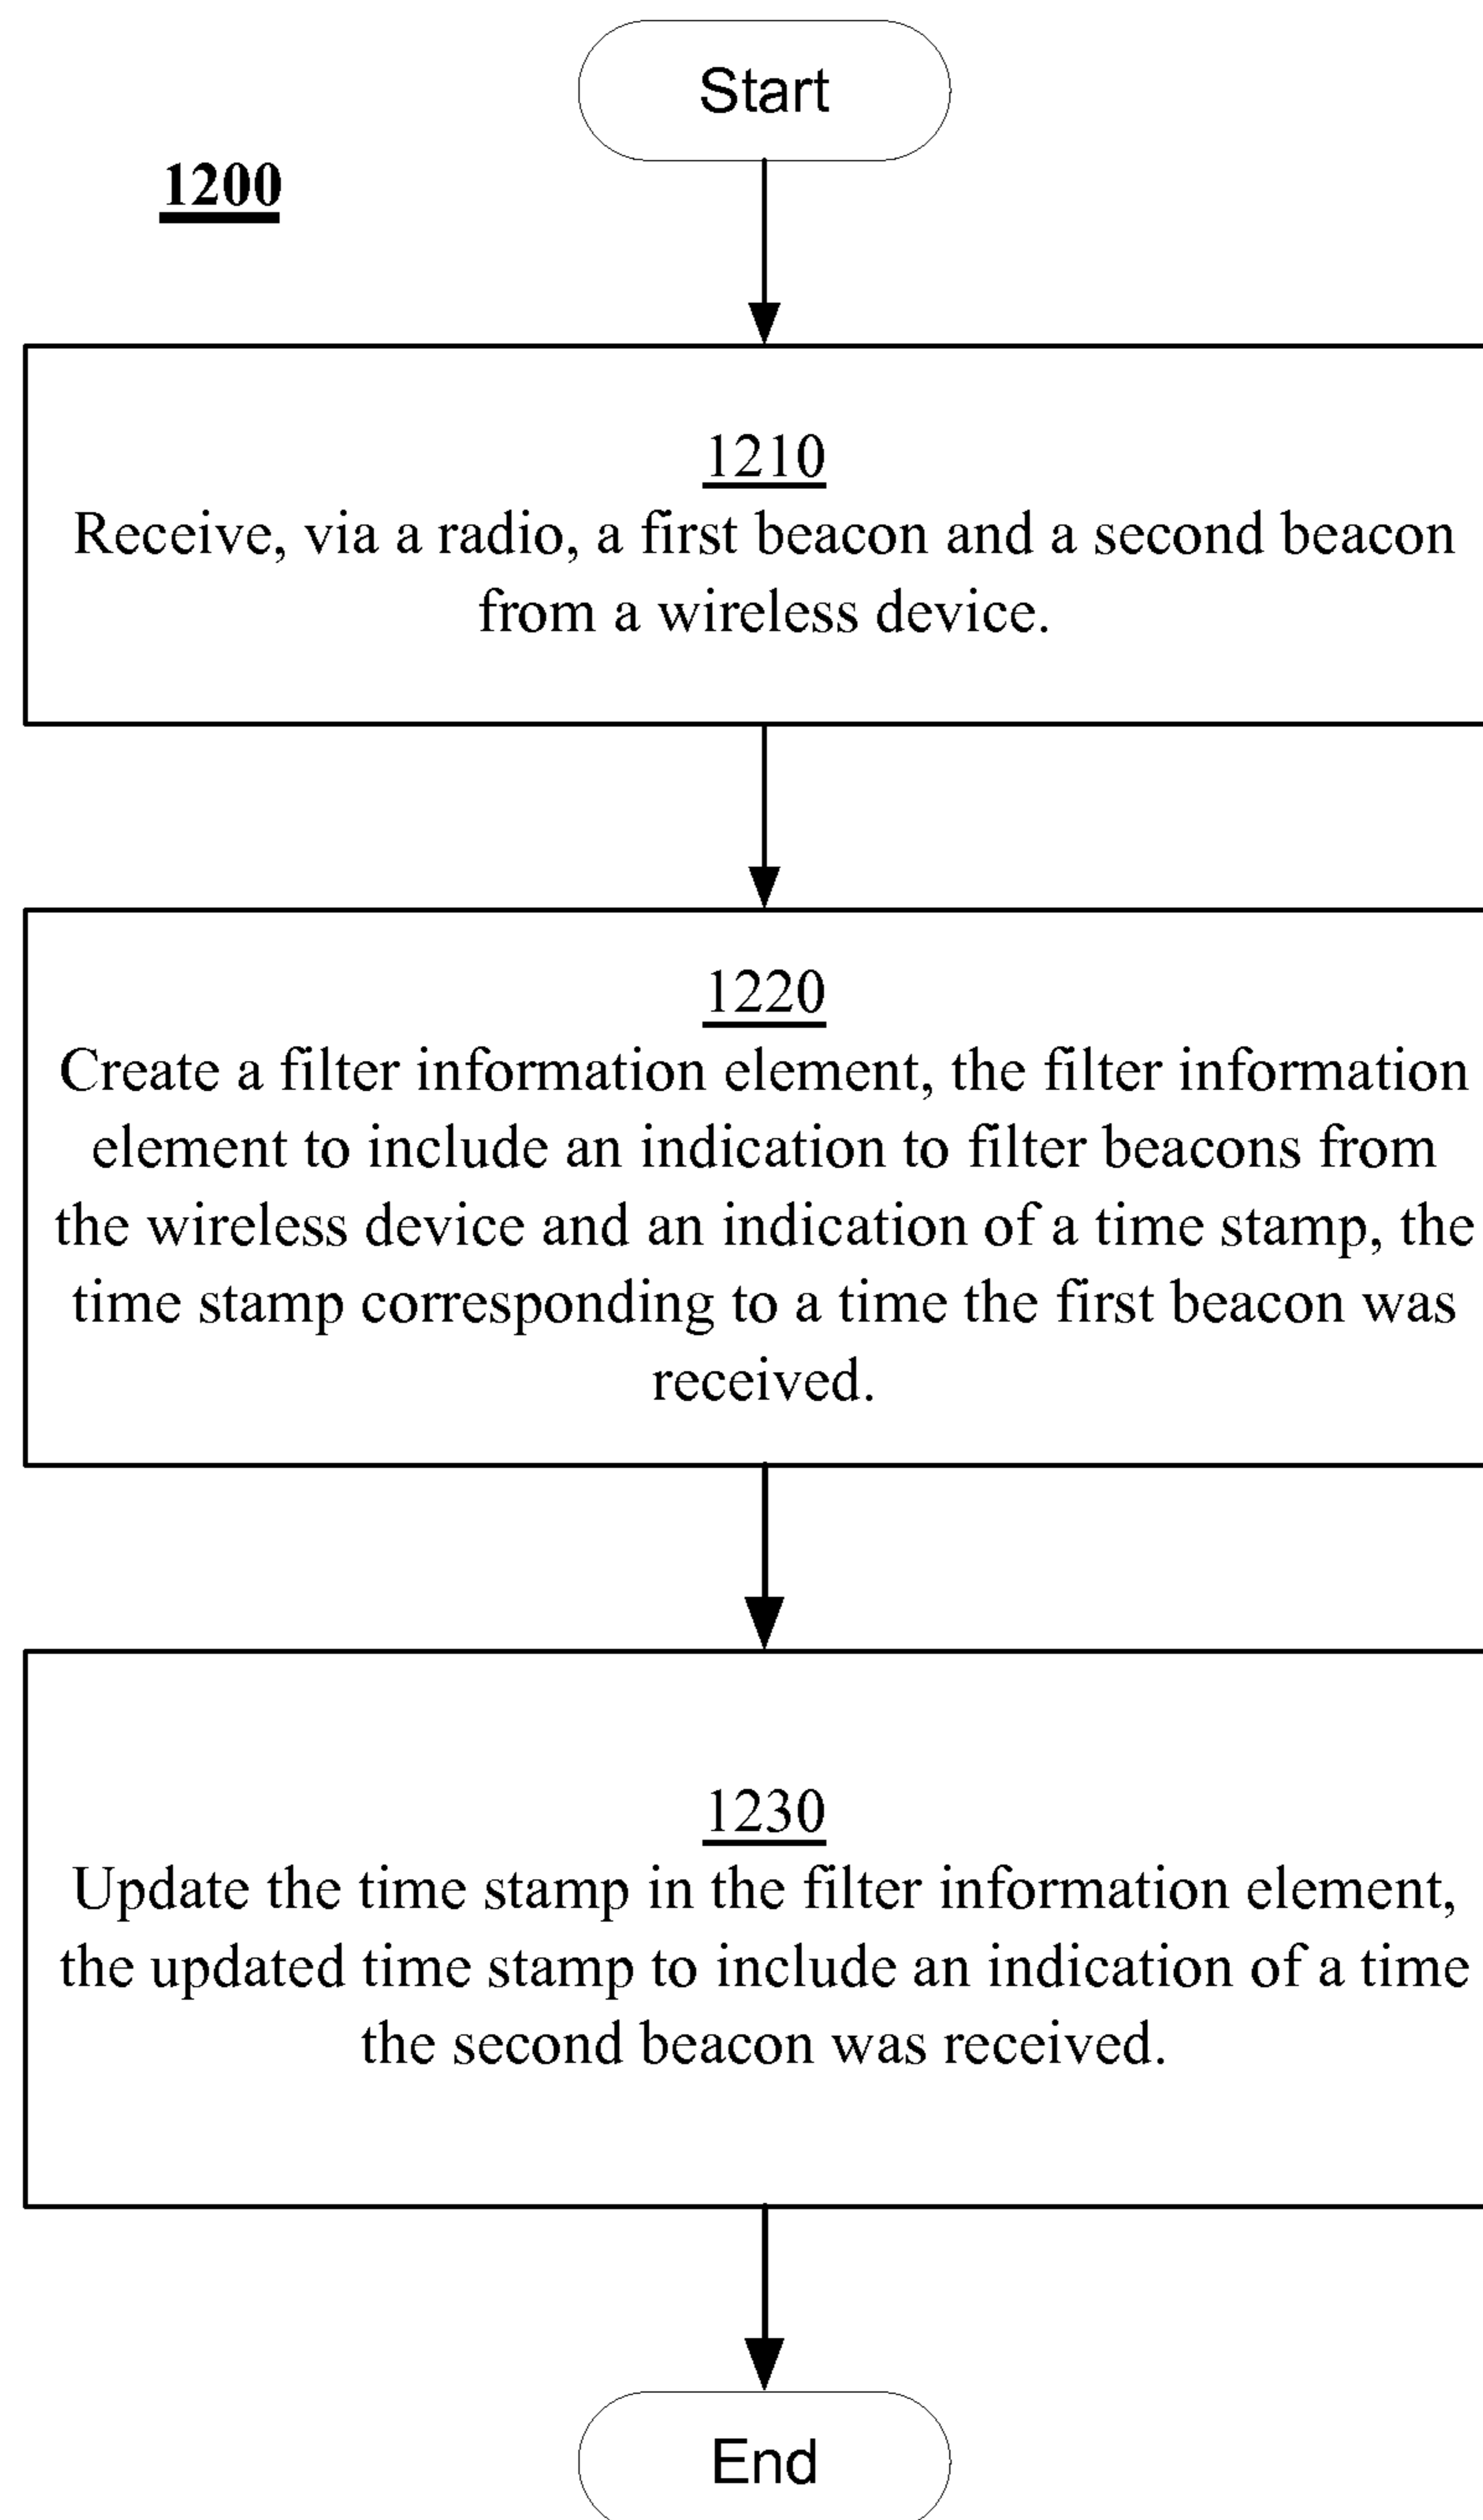 Start
1200
1210
Receive, via a radio, a first beacon and a second beacon
from a wireless device.
1220
Create a filter information element, the filter information
element to include an indication to filter beacons from
the wireless device and an indication of a time stamp, the
time stamp corresponding to a time the first beacon was
received.
1230
Update the time stamp in the filter information element,
the updated time stamp to include an indication of a time
the second beacon was received.
End